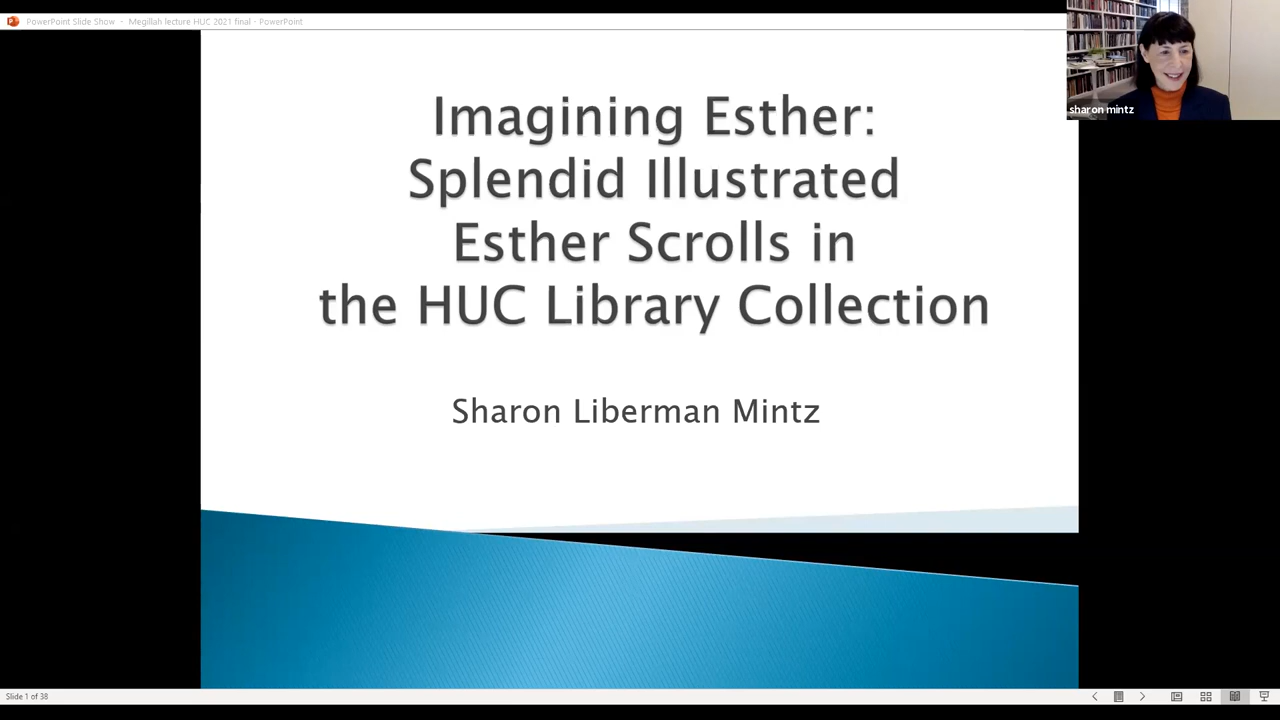 PowerPoint Slide Show - Megillah lecture HUC 2021 final - PowerPoint
sharon mintz
Imagining Esther:
Splendid Illustrated
Esther Scrolls in
the HUC Library Collection
Sharon Liberman Mintz
Slide 1 of 38